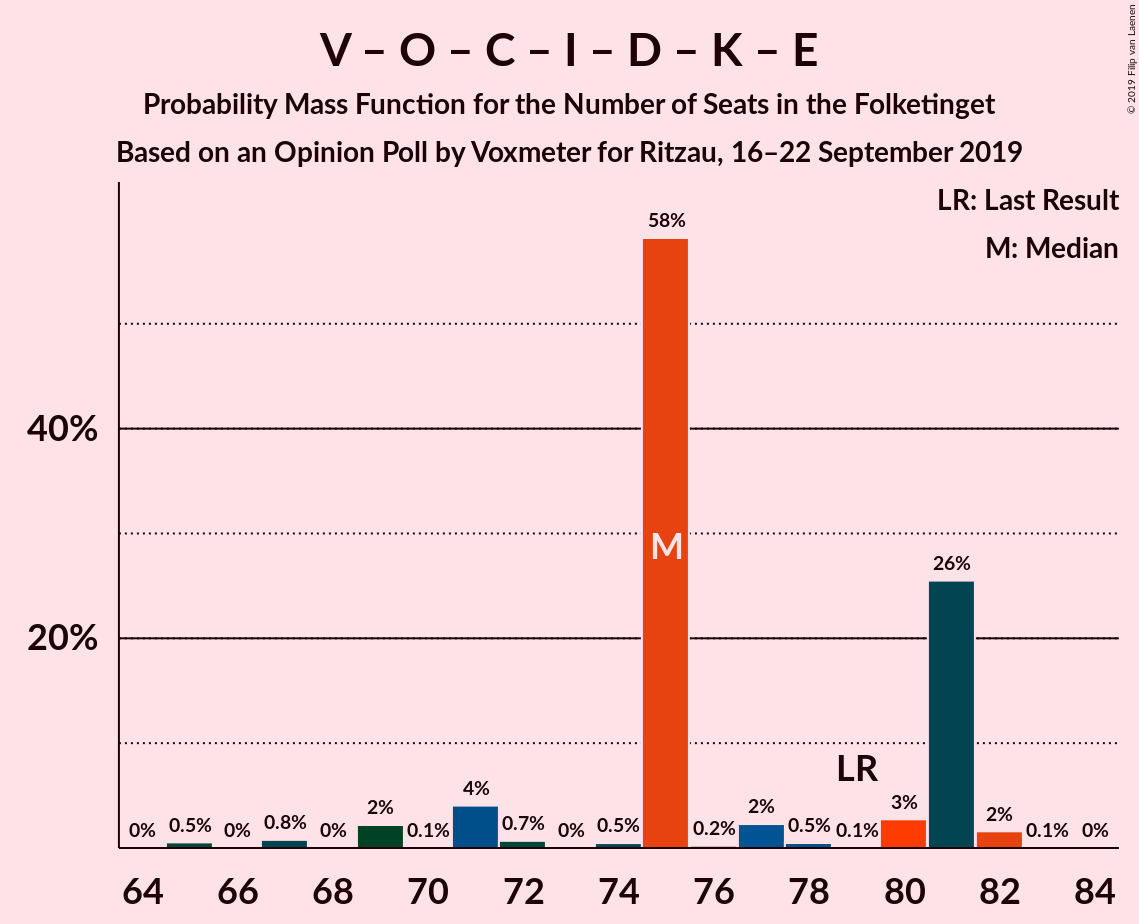 V – O – C – I – D – K – E
Probability Mass Function for the Number of Seats in the Folketinget
Based on an Opinion Poll by Voxmeter for Ritzau, 16–22 September 2019
© 2019 Filip van Laenen
LR: Last Result
M: Median
40%
20%
0%
0.5%
0%
0.8%
0%
2%
0.1%
4%
0.7%
0%
0.5%
58%
M
0.2%
2%
0.5%
0.1%
LR
3%
26%
2%
0.1%
0%
64 66 68 70 72 74 76 78 80 82 84